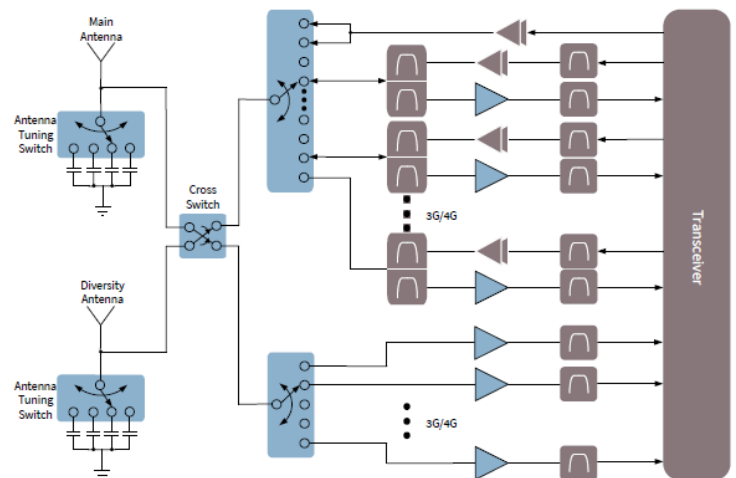 Main
Antenna
Antenna
Tuning
Switch
Cross
Switch
3G/4G
Transceiver
Diversity
Antenna
Antenna
Tuning
Switch
3G/4G